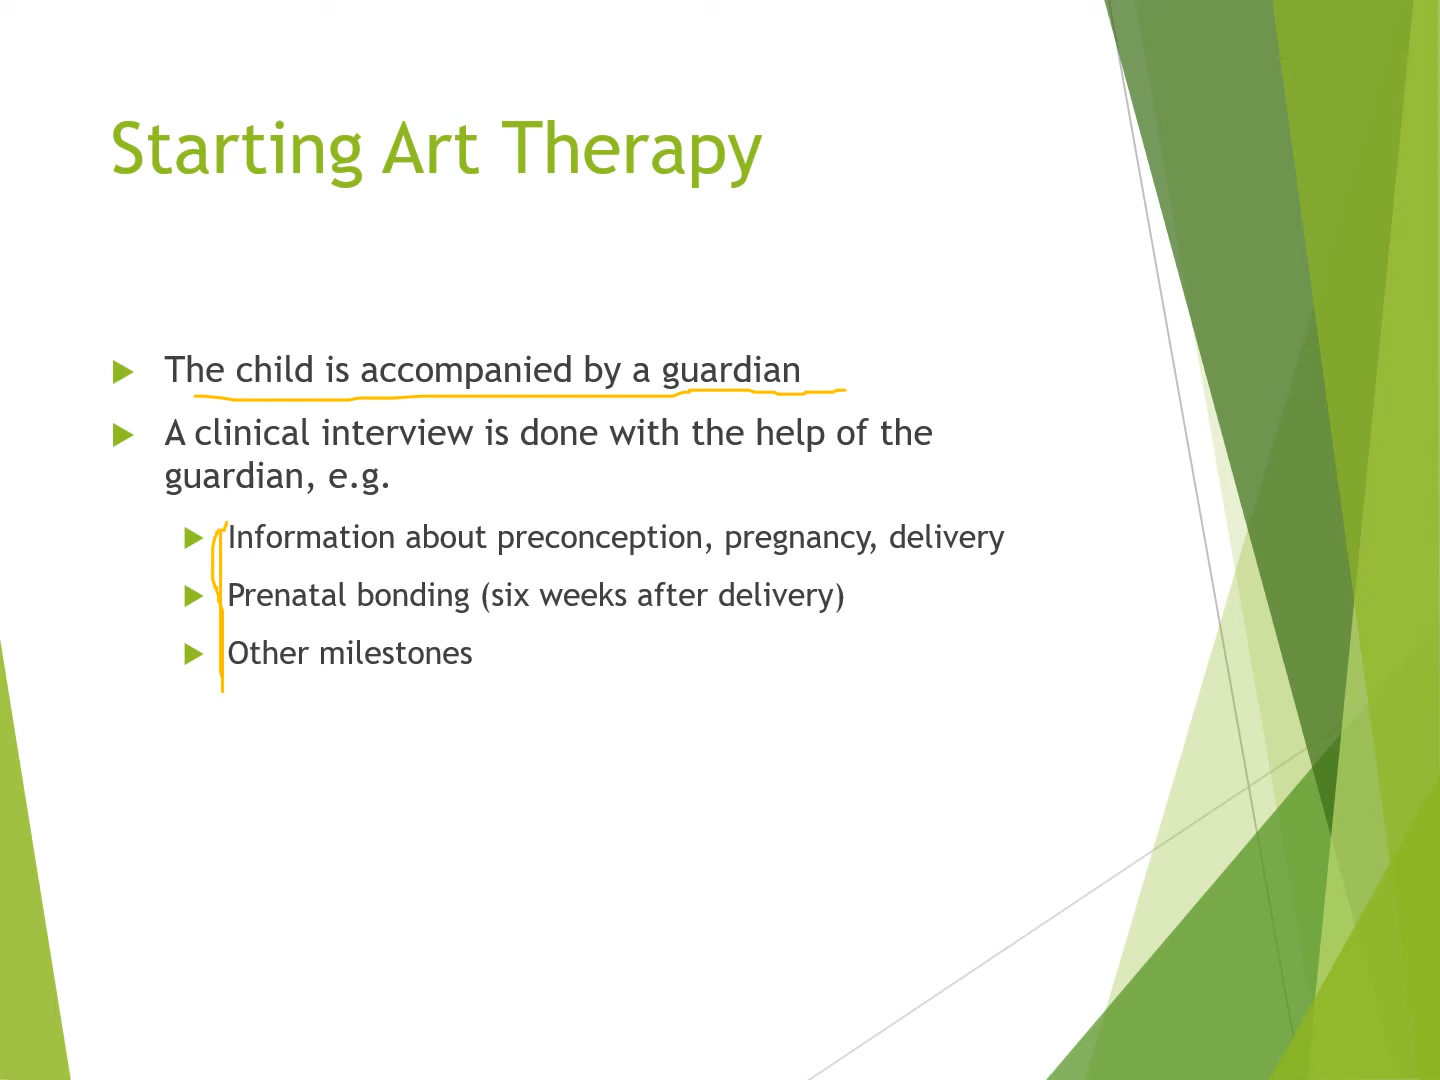 Starting Art Therapy
The child is accompanied by a guardian
A clinical interview is done with the help of the
guardian, e.g.
Information about preconception, pregnancy, delivery
Prenatal bonding (six weeks after delivery)
Other milestones